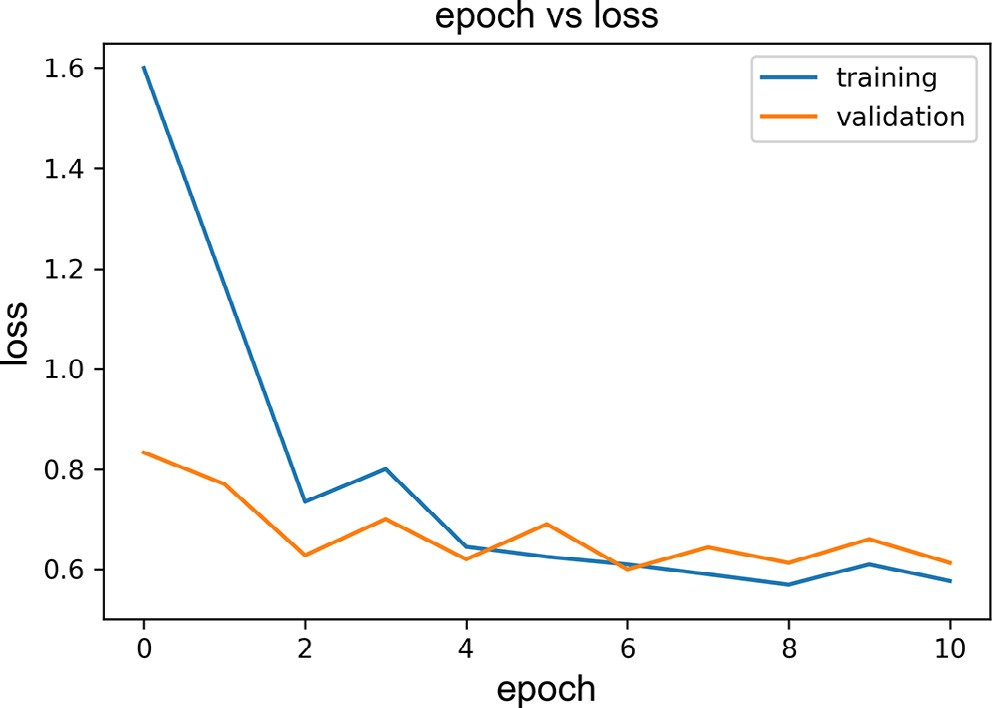 epoch vs loss
training
validation
1.6
1.4
1.2
1.0
0.8
0.6
loss
0 2 4 6 8 10
epoch